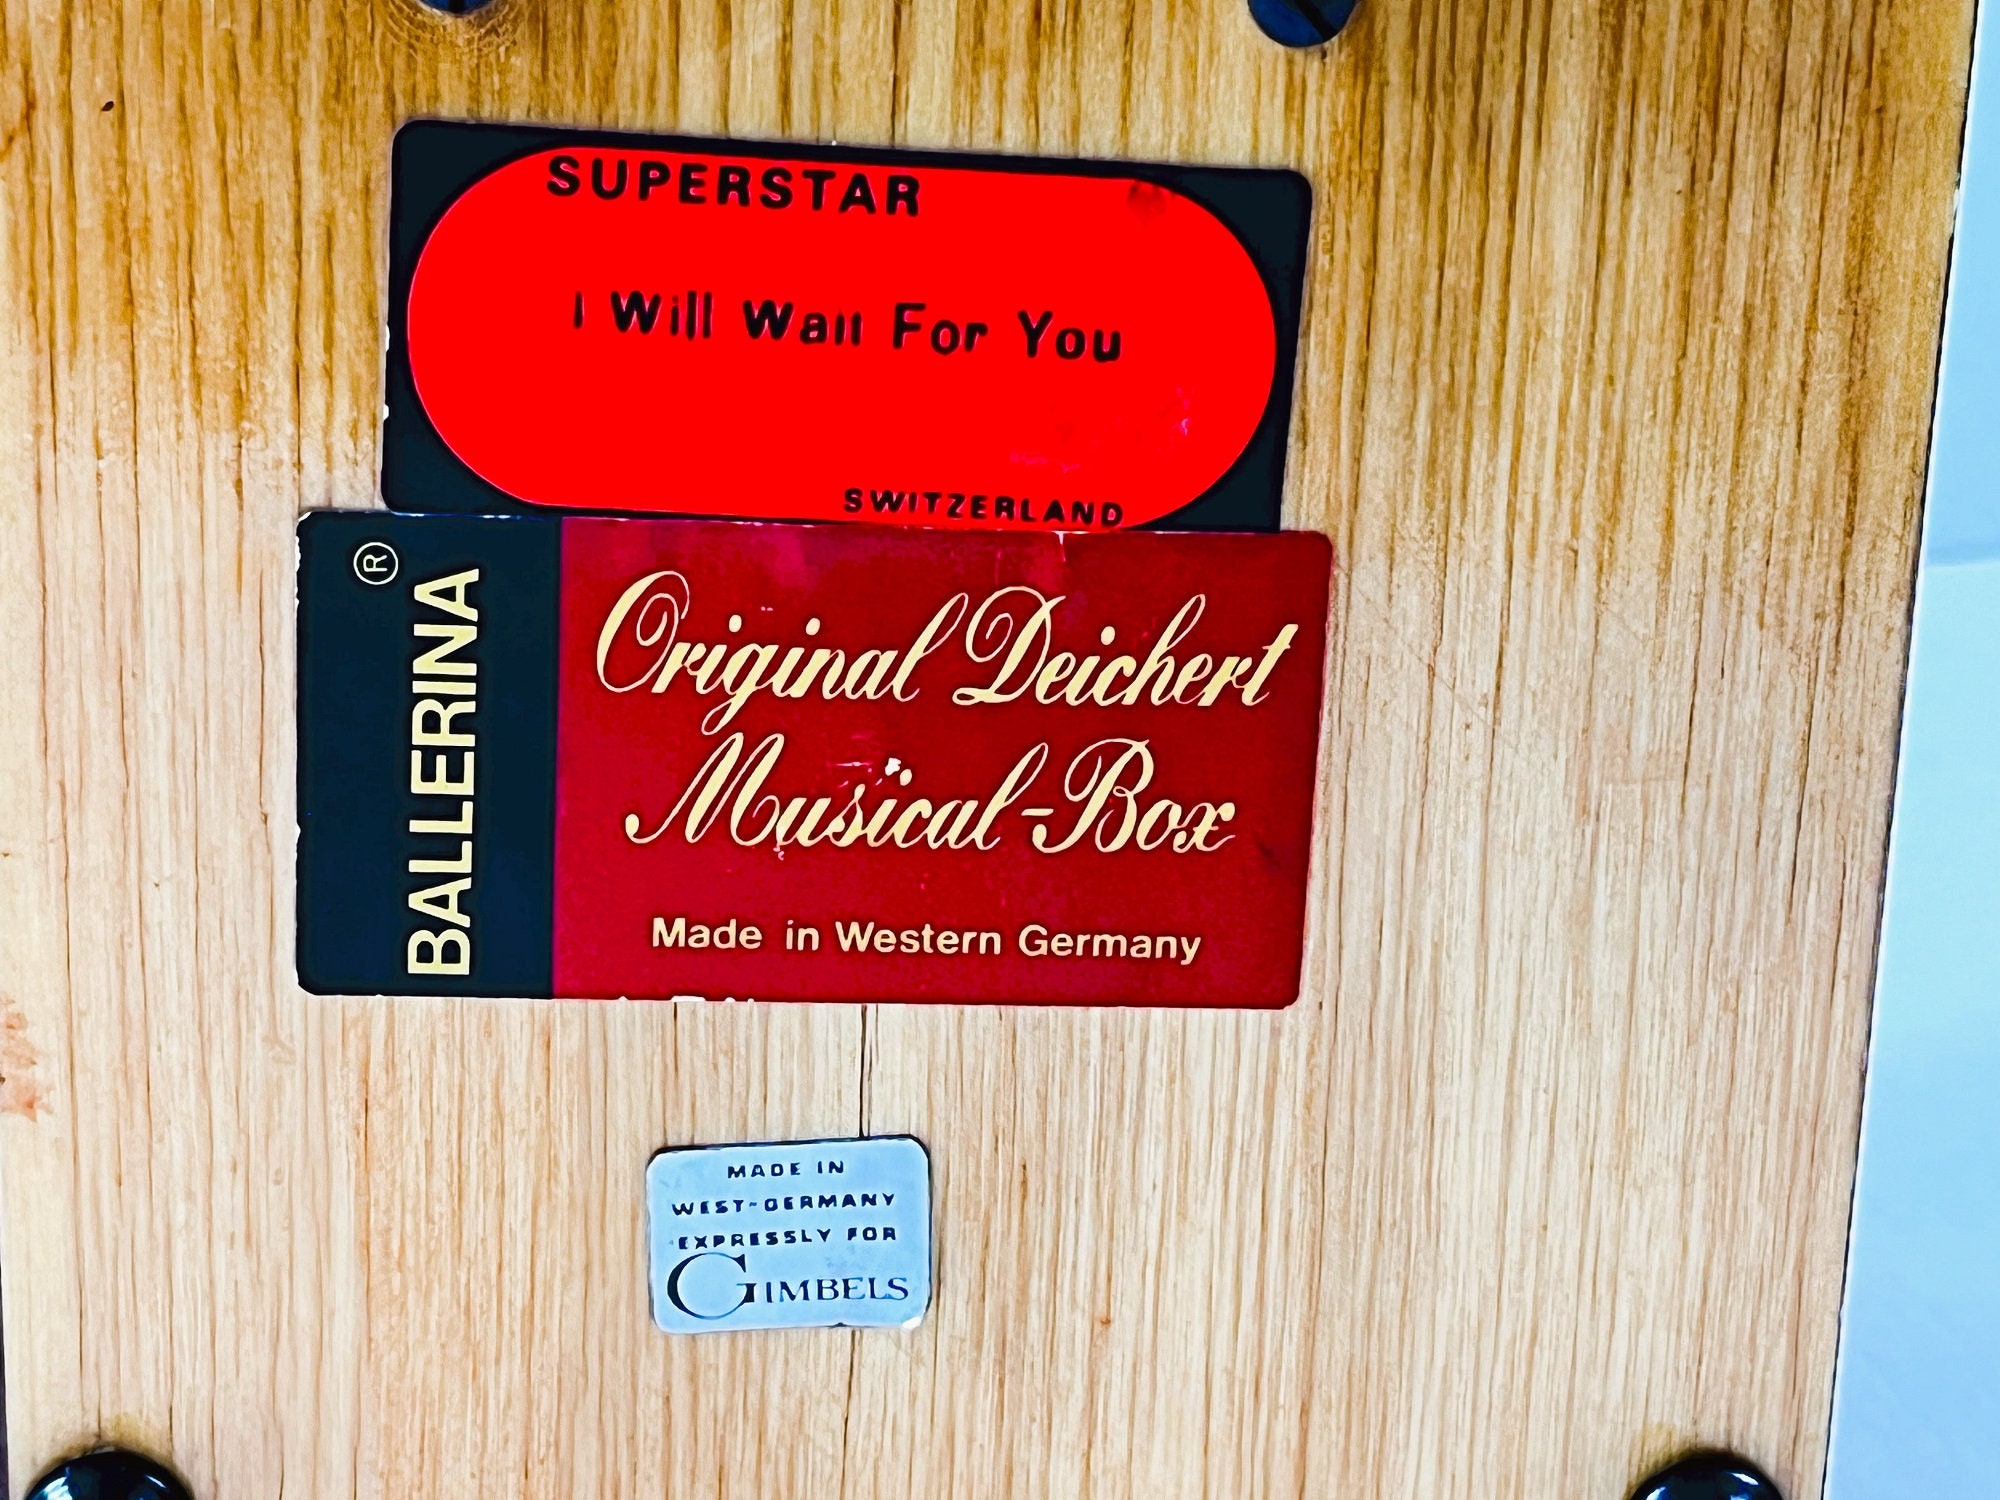 SUPERSTAR
I Will Wait For You
SWITZERLAND
BALLERINA ®
Original Deichert
Musical-Box
Made in Western Germany
MADE IN
WEST-GERMANY
EXPRESSLY FOR
GIMBELS